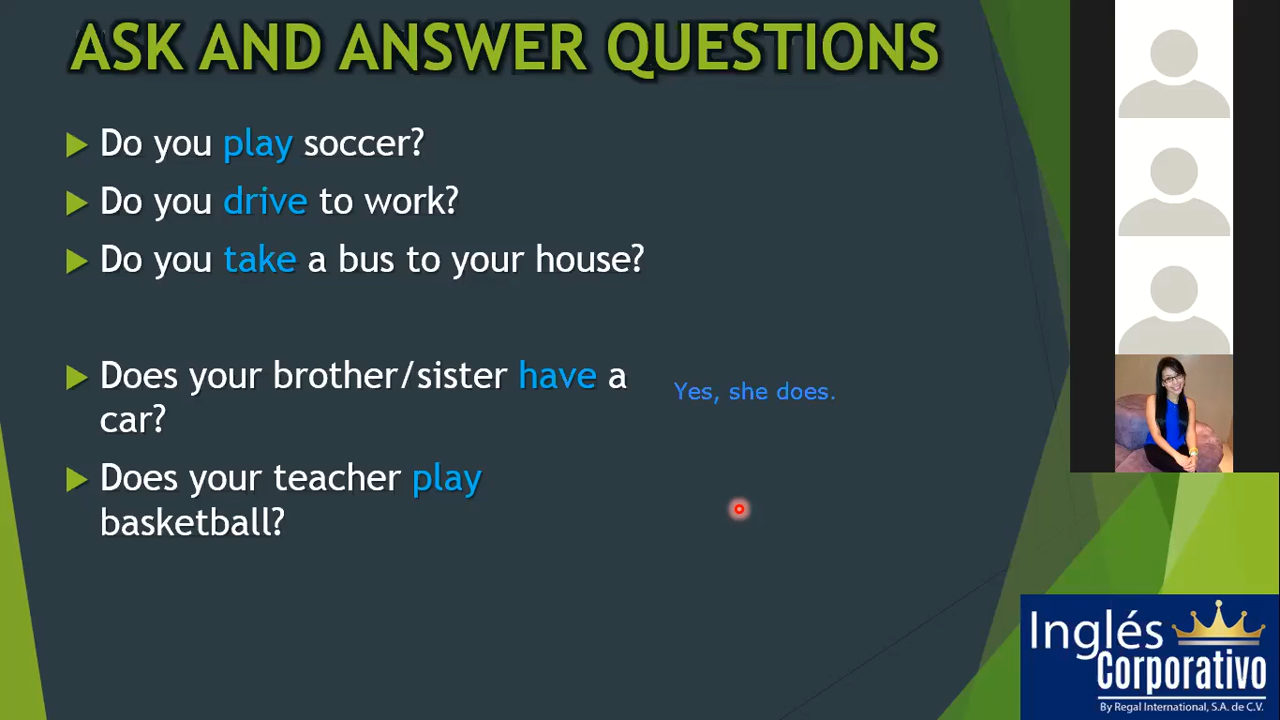 ASK AND ANSWER QUESTIONS
Do you play soccer?
Do you drive to work?
Do you take a bus to your house?
Does your brother/sister have a
car?
Yes, she does.
Does your teacher play
basketball?
Inglés
Corporativo
By Regal International, S.A. de C.V.